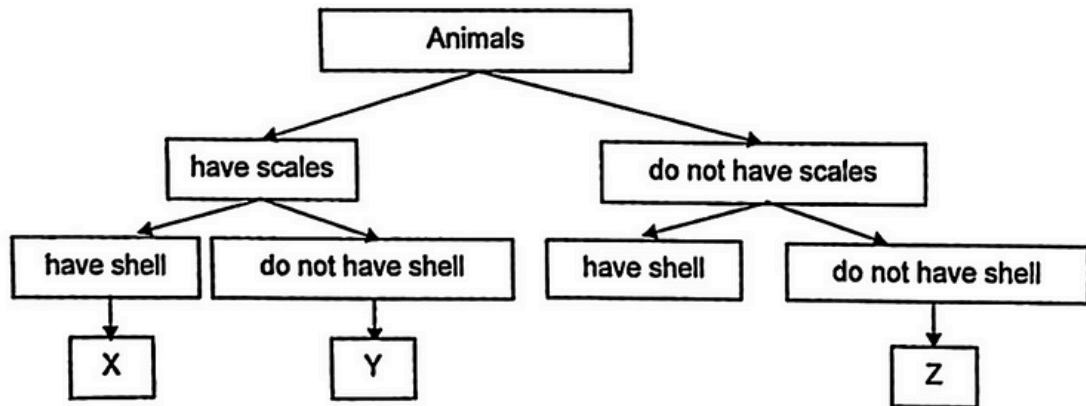 Animals
have scales
do not have scales
have shell
do not have shell
have shell
do not have shell
X
Y
Z